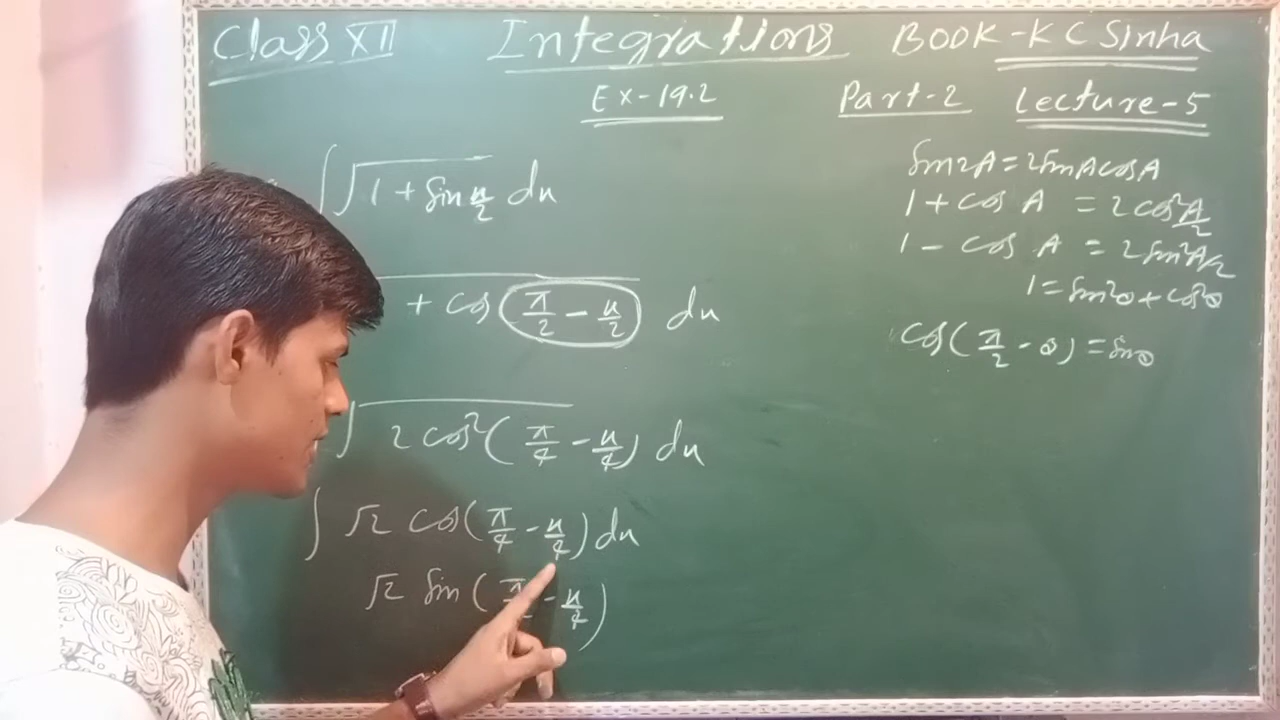 Class XII Integrations BOOK-K C Sinha
Ex-19.2 Part-2 Lecture-5
∫√1 + sin x/2 dx
+ cos (π/2 - x/2) dx
√2 cos²(π/4 - x/4) dx
∫ √2 cos(π/4 - x/4) dx
√2 sin (π - x/4)
sin2A = 2sinAcosA
1 + cos A = 2cos²A/2
1 - cos A = 2sin²A/2
1 = sin²θ + cos²θ
cos(π/2 - θ) = sinθ